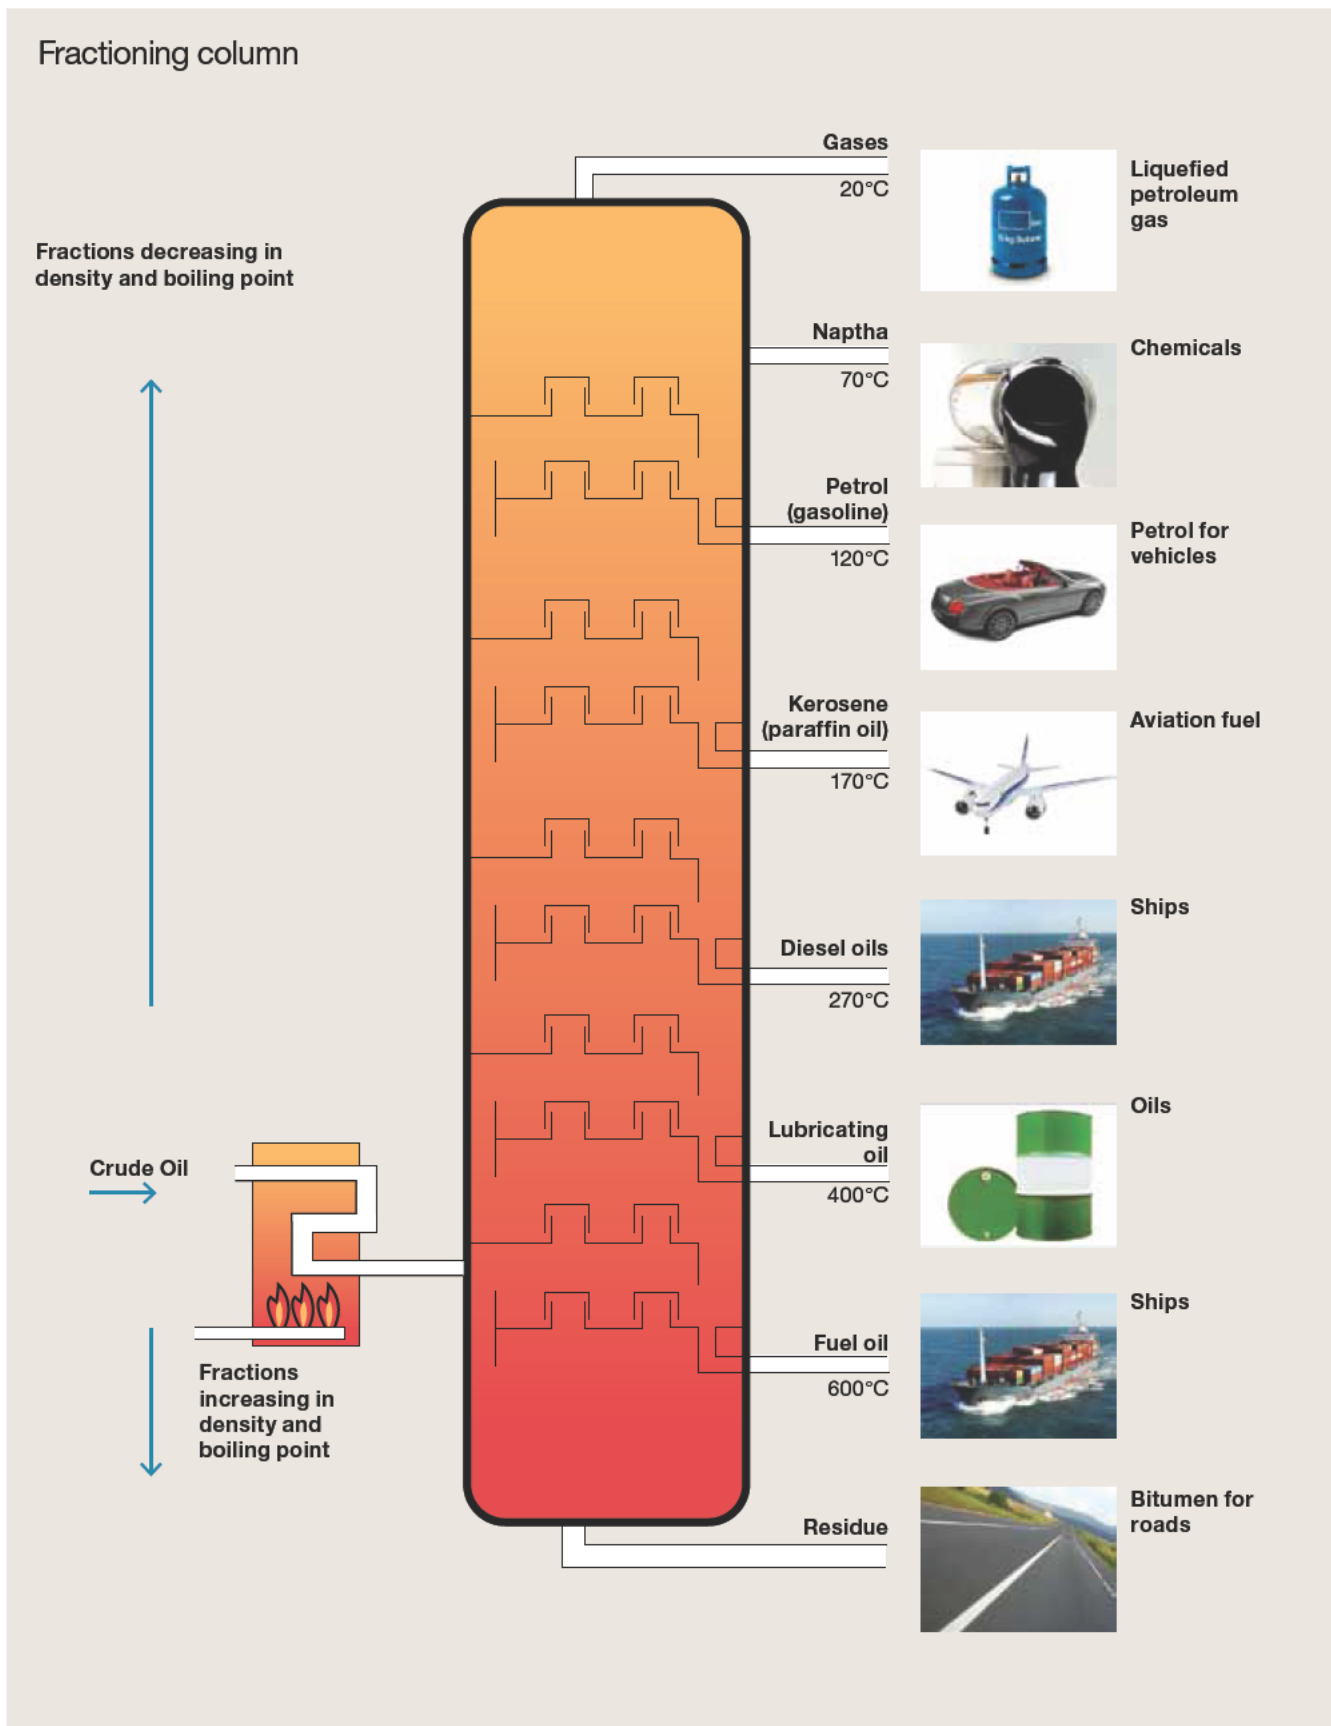 Fractioning column
Gases
20°C
Liquefied
petroleum
gas
Fractions decreasing in
density and boiling point
Naptha
70°C
Chemicals
Petrol
(gasoline)
120°C
Petrol for
vehicles
Kerosene
(paraffin oil)
170°C
Aviation fuel
Diesel oils
270°C
Ships
Lubricating
oil
400°C
Oils
Crude Oil
Fractions
increasing in
density and
boiling point
Fuel oil
600°C
Ships
Residue
Bitumen for
roads